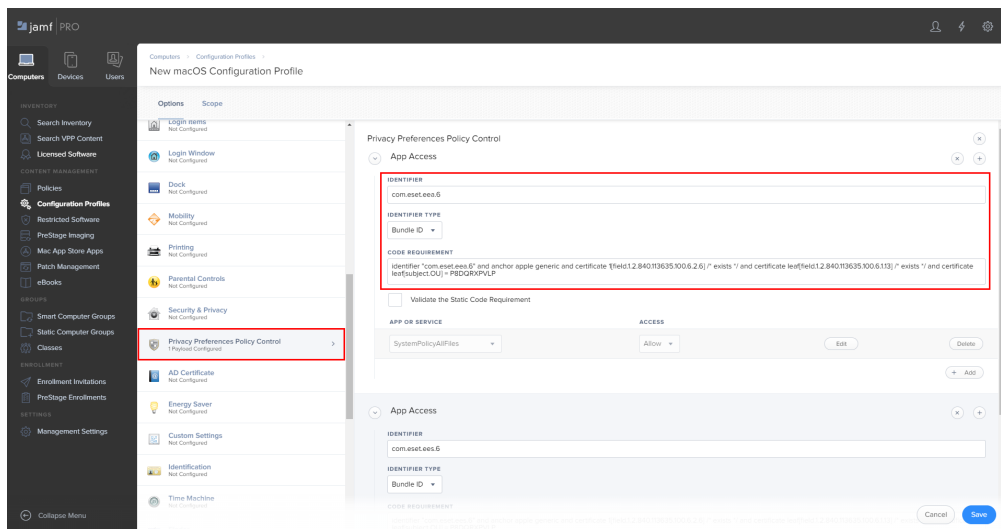 jamf PRO
Computers
Devices
Users
INVENTORY
Search Inventory
Search VPP Content
Licensed Software
CONTENT MANAGEMENT
Policies
Configuration Profiles
Restricted Software
PreStage Imaging
Mac App Store Apps
Patch Management
eBooks
GROUPS
Smart Computer Groups
Static Computer Groups
Classes
ENROLLMENT
Enrollment Invitations
PreStage Enrollments
SETTINGS
Management Settings
Collapse Menu
Computers > Configuration Profiles >
New macOS Configuration Profile
Options Scope
Login Items
Not Configured
Login Window
Not Configured
Dock
Not Configured
Mobility
Not Configured
Printing
Not Configured
Parental Controls
Not Configured
Security & Privacy
Not Configured
Privacy Preferences Policy Control
1 Payload Configured
AD Certificate
Not Configured
Energy Saver
Not Configured
Custom Settings
Not Configured
Identification
Not Configured
Time Machine
Not Configured
Privacy Preferences Policy Control
App Access
IDENTIFIER
com.eset.eea.6
IDENTIFIER TYPE
Bundle ID
CODE REQUIREMENT
identifier "com.eset.eea.6" and anchor apple generic and certificate 1[field.1.2.840.113635.100.6.2.6] /* exists */ and certificate leaf[field.1.2.840.113635.100.6.1.13] /* exists */ and certificate
leaf[subject.OU] = P8DQRXPVLP
Validate the Static Code Requirement
APP OR SERVICE ACCESS
SystemPolicyAllFiles Allow Edit Delete
+ Add
App Access
IDENTIFIER
com.eset.ees.6
IDENTIFIER TYPE
Bundle ID
CODE REQUIREMENT
Cancel Save